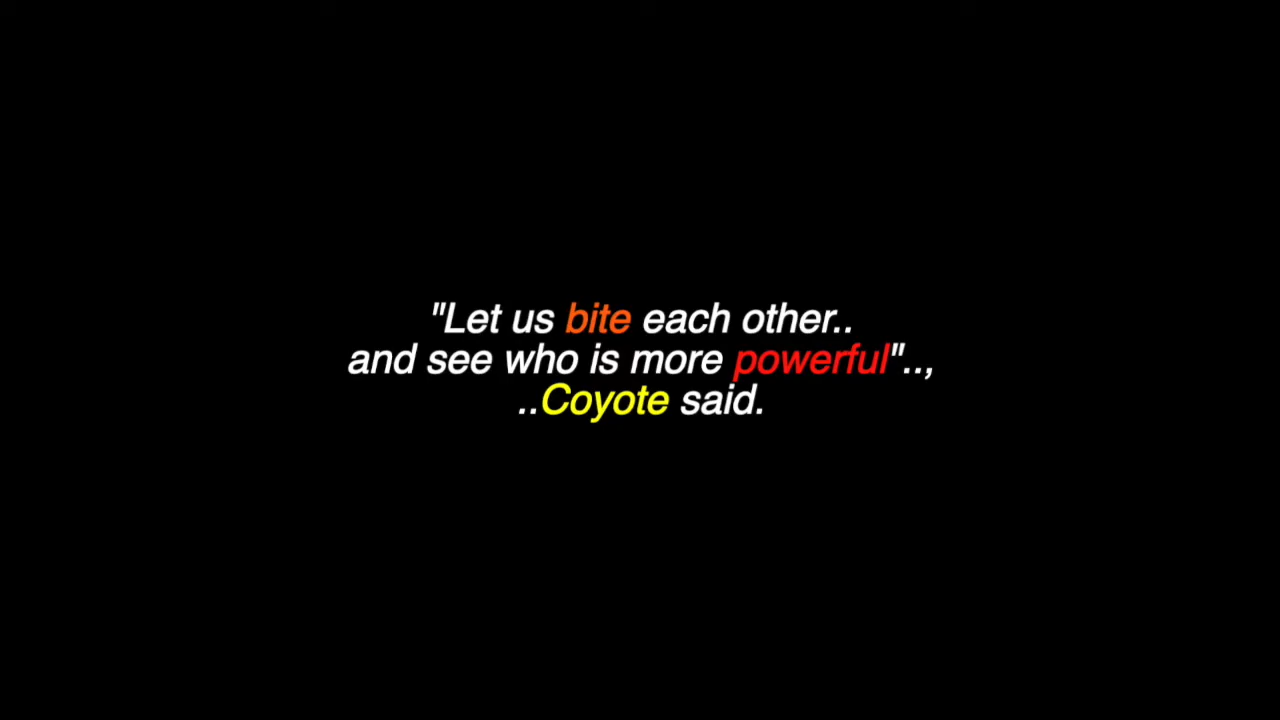 "Let us bite each other..
and see who is more powerful"..,
..Coyote said.